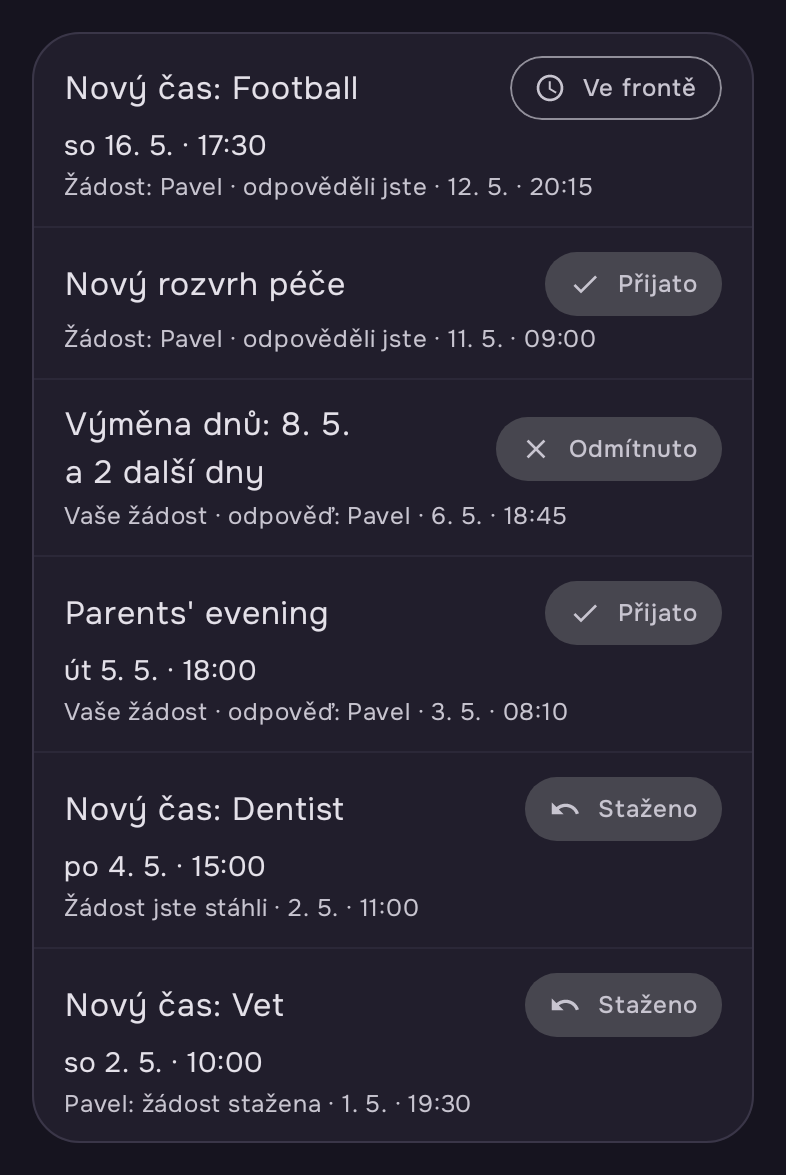 Nový čas: Football
Ve frontě
so 16. 5. · 17:30
Žádost: Pavel · odpověděli jste · 12. 5. · 20:15
Nový rozvrh péče
Přijato
Žádost: Pavel · odpověděli jste · 11. 5. · 09:00
Výměna dnů: 8. 5.
a 2 další dny
Odmítnuto
Vaše žádost · odpověď: Pavel · 6. 5. · 18:45
Parents' evening
Přijato
út 5. 5. · 18:00
Vaše žádost · odpověď: Pavel · 3. 5. · 08:10
Nový čas: Dentist
Staženo
po 4. 5. · 15:00
Žádost jste stáhli · 2. 5. · 11:00
Nový čas: Vet
Staženo
so 2. 5. · 10:00
Pavel: žádost stažena · 1. 5. · 19:30